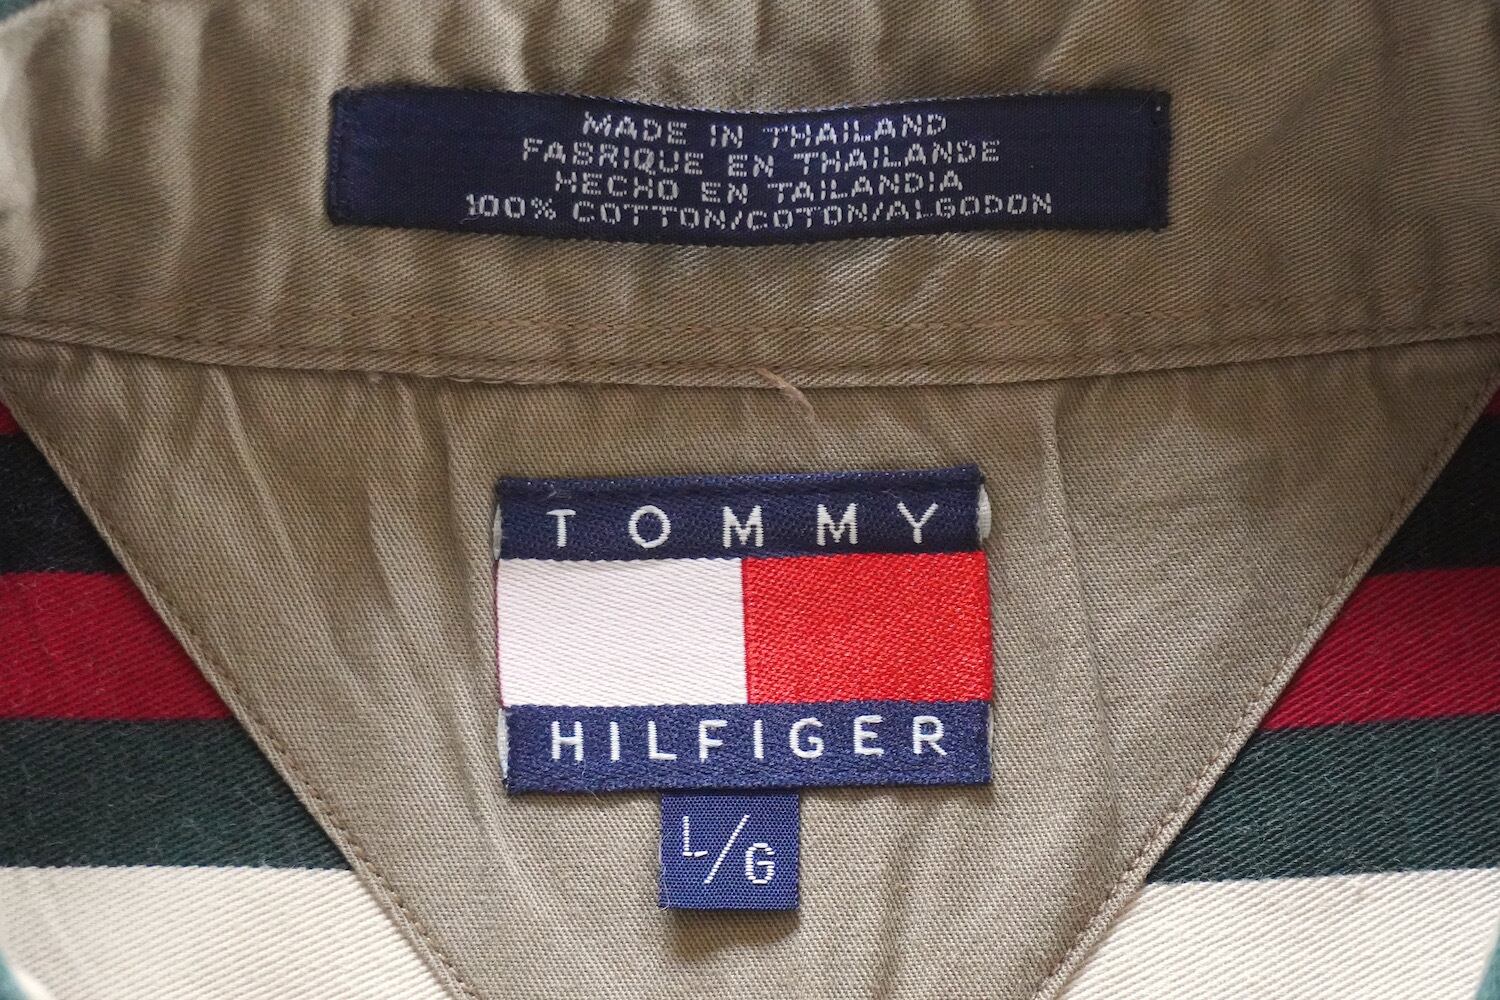 MADE IN THAILAND
FABRIQUE EN THAILANDE
HECHO EN TAILANDIA
100% COTTON/COTON/ALGODON
TOMMY
HILFIGER
L/G